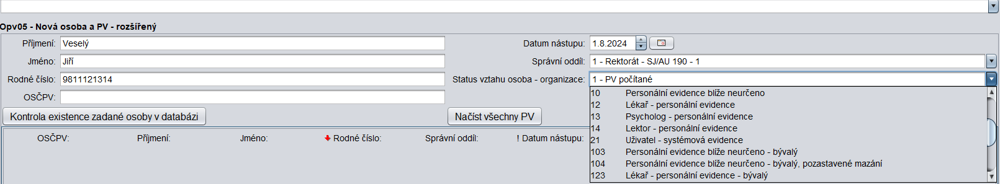 Opv05 - Nová osoba a PV - rozšířený
Příjmení: Veselý Datum nástupu: 1.8.2024
Jméno: Jiří Správní oddíl: 1 - Rektorát - SJ/AU 190 - 1
Rodné číslo: 9811121314 Status vztahu osoba - organizace: 1 - PV počítané
OSČPV:
10 Personální evidence blíže neurčeno
12 Lékař - personální evidence
13 Psycholog - personální evidence
14 Lektor - personální evidence
21 Uživatel - systémová evidence
103 Personální evidence blíže neurčeno - bývalý
104 Personální evidence blíže neurčeno - bývalý, pozastavené mazání
123 Lékař - personální evidence - bývalý
Kontrola existence zadané osoby v databázi Načíst všechny PV
OSČPV: Příjmení: Jméno: Rodné číslo: Správní oddíl: ! Datum nástupu: